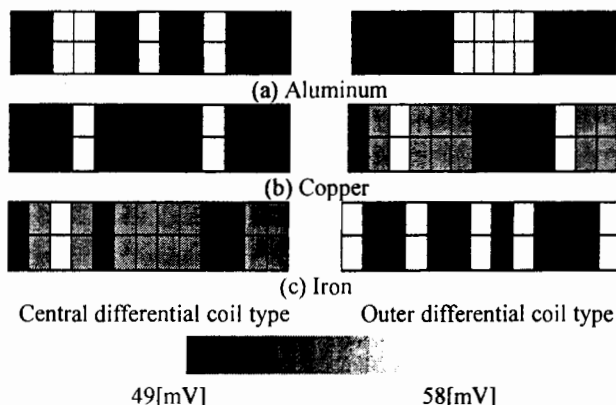 (a) Aluminum
(b) Copper
(c) Iron
Central differential coil type Outer differential coil type
49[mV] 58[mV]